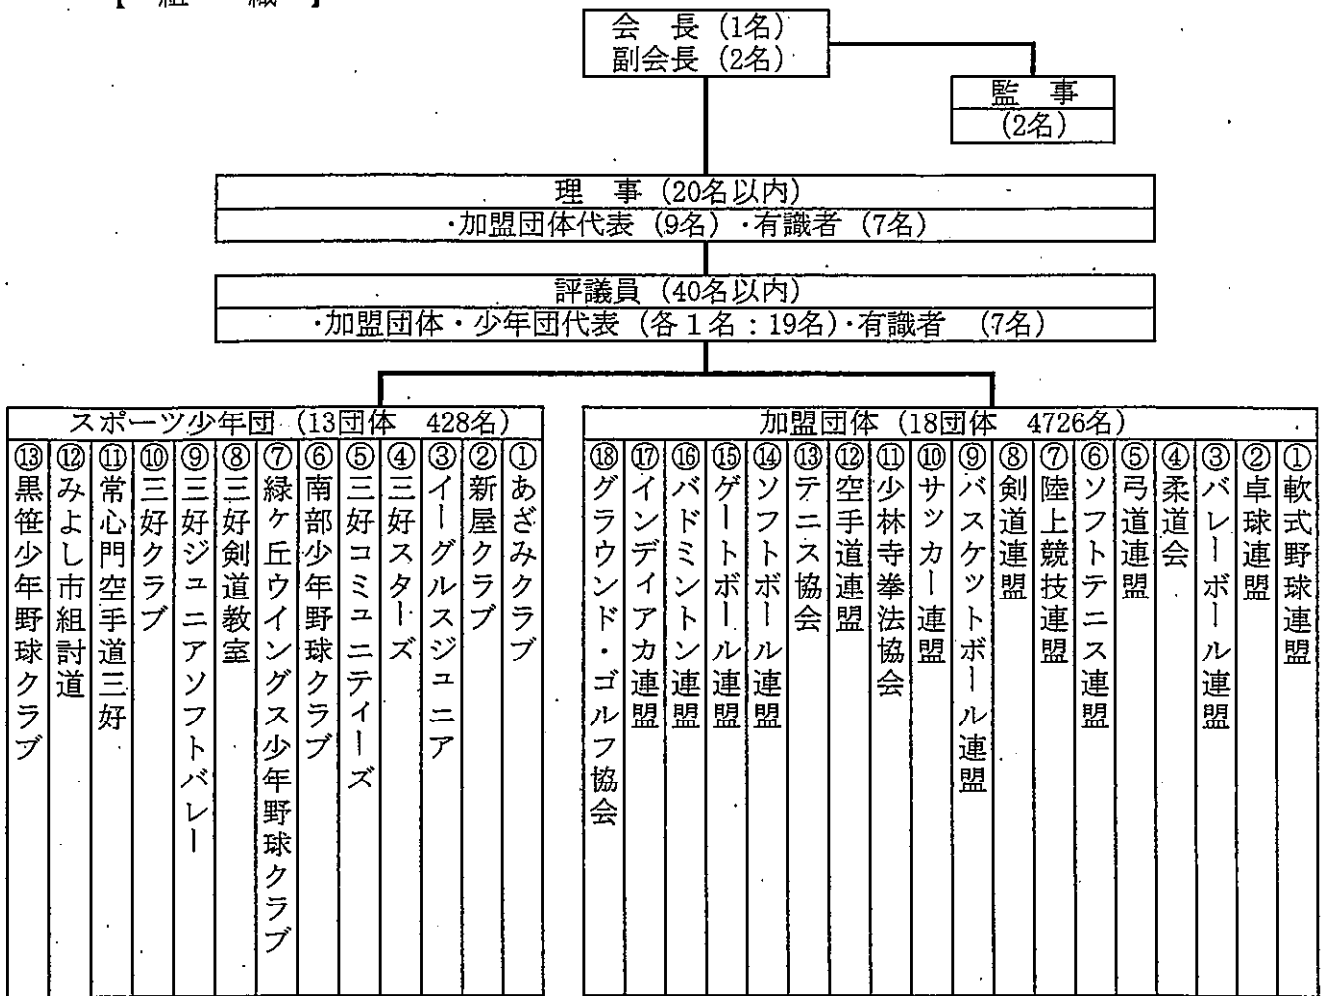 【 組 織 】
会 長 (1名)
副会長 (2名)
監 事
(2名)
理 事 (20名以内)
・加盟団体代表 (9名) ・有識者 (7名)
評議員 (40名以内)
・加盟団体・少年団代表 (各1名:19名)・有識者 (7名)
スポーツ少年団 (13団体 428名)
①あざみクラブ
②新屋クラブ
③イーグルスジュニア
④三好スターズ
⑤三好コミュニティーズ
⑥南部少年野球クラブ
⑦緑ケ丘ウイングス少年野球クラブ
⑧三好剣道教室
⑨三好ジュニアソフトバレー
⑩三好クラブ
⑪常心門空手道三好
⑫みよし市組討道
⑬黒笹少年野球クラブ
加盟団体 (18団体 4726名)
①軟式野球連盟
②卓球連盟
③バレーボール連盟
④柔道会
⑤弓道連盟
⑥ソフトテニス連盟
⑦陸上競技連盟
⑧剣道連盟
⑨バスケットボール連盟
⑩サッカー連盟
⑪少林寺拳法協会
⑫空手道連盟
⑬テニス協会
⑭ソフトボール連盟
⑮ゲートボール連盟
⑯バドミントン連盟
⑰インディアカ連盟
⑱グラウンド・ゴルフ協会